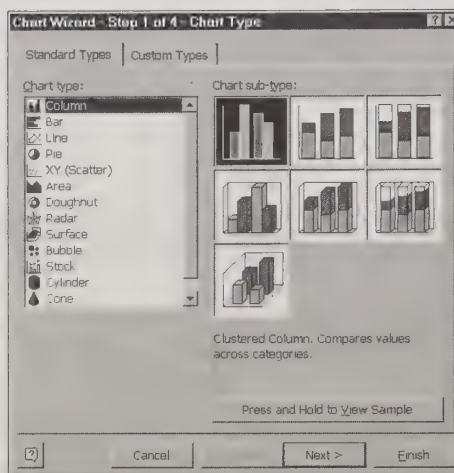 Chart Wizard - Step 1 of 4 - Chart Type
Standard Types
Custom Types
Chart type:
Column
Bar
Line
Pie
XY (Scatter)
Area
Doughnut
Radar
Surface
Bubble
Stock
Cylinder
Cone
Chart sub-type:
Clustered Column. Compares values
across categories.
Press and Hold to View Sample
Cancel
Next >
Finish